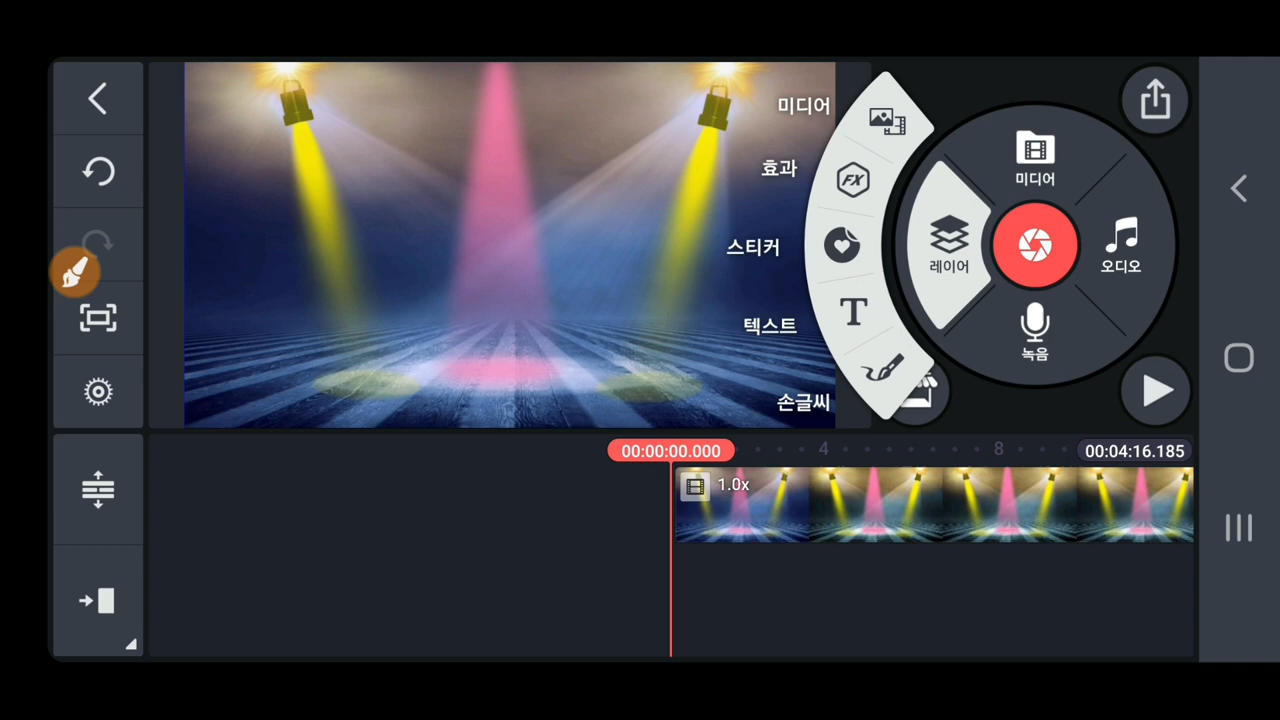 미디어
효과
FX
스티커
텍스트
T
손글씨
미디어
레이어
오디오
녹음
00:00:00.000
4
8
00:04:16.185
1.0x